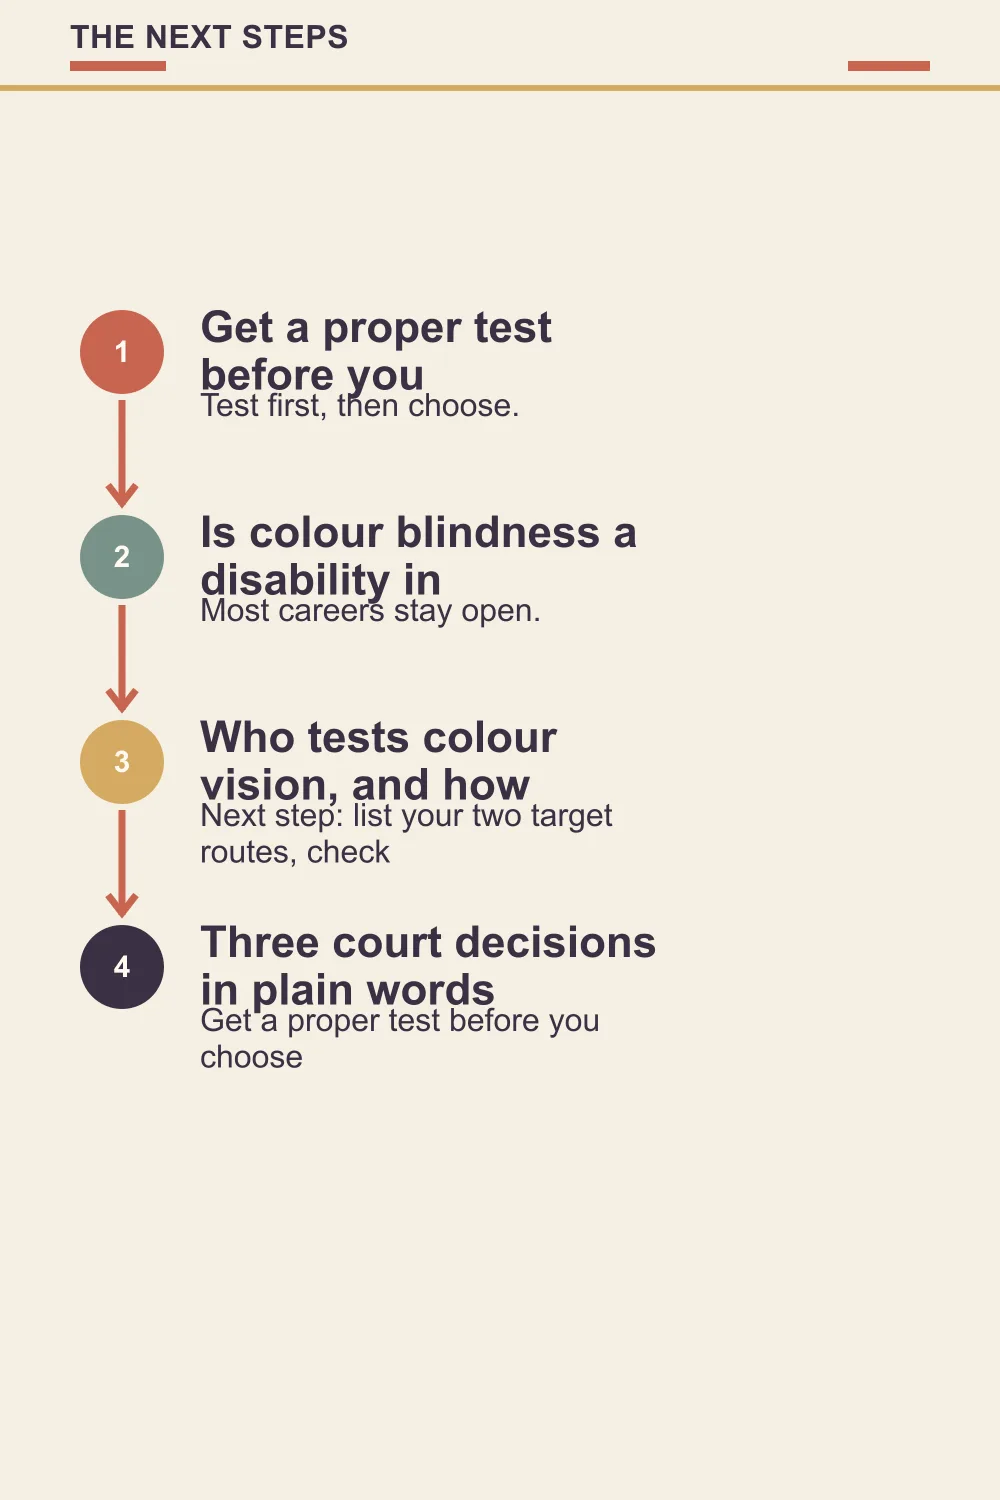 THE NEXT STEPS
1
Get a proper test
before you
Test first, then choose.
2
Is colour blindness a
disability in
Most careers stay open.
3
Who tests colour
vision, and how
Next step: list your two target
routes, check
4
Three court decisions
in plain words
Get a proper test before you
choose